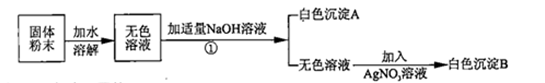 固体
粉末
加水
溶解
无色
溶液
加适量NaOH溶液
①
白色沉淀A
无色溶液
加入
AgNO₃溶液
白色沉淀B